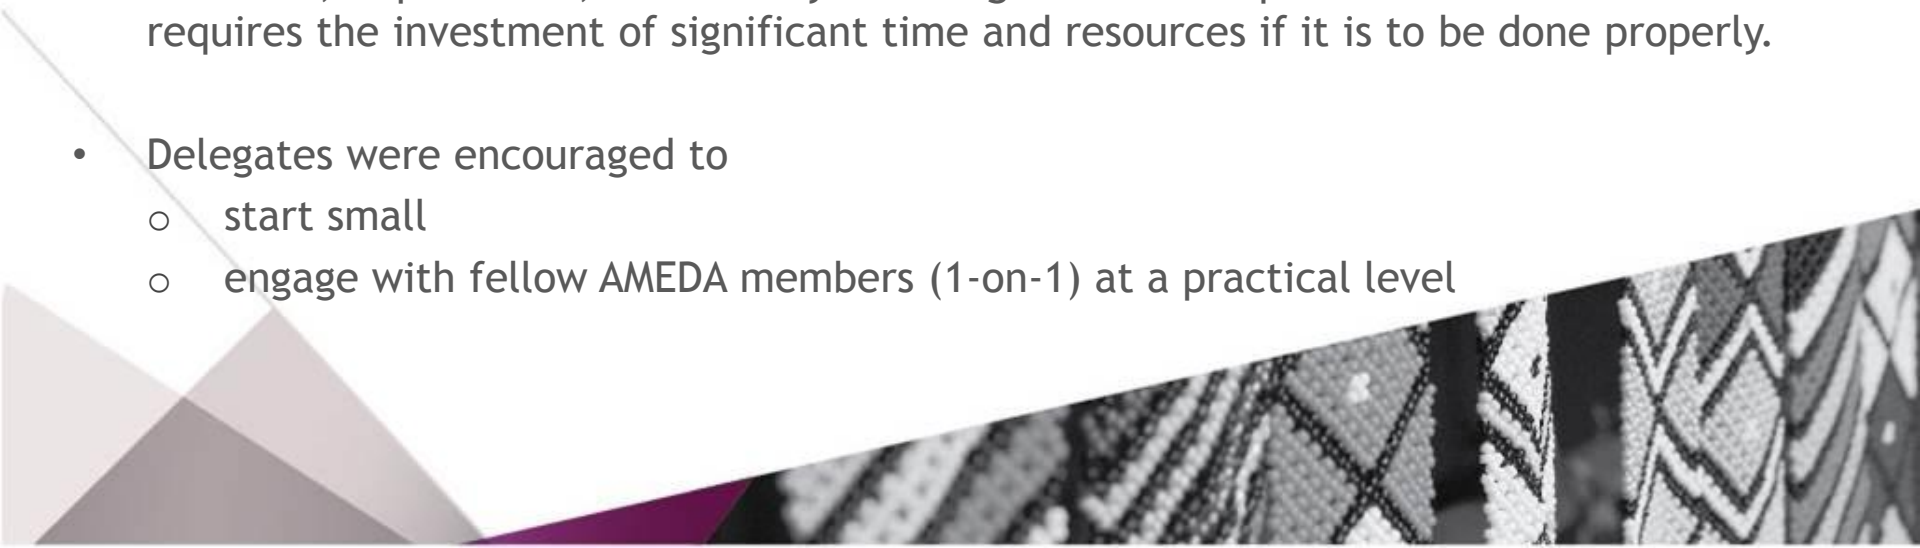 requires the investment of significant time and resources if it is to be done properly.
• Delegates were encouraged to
o start small
o engage with fellow AMEDA members (1-on-1) at a practical level